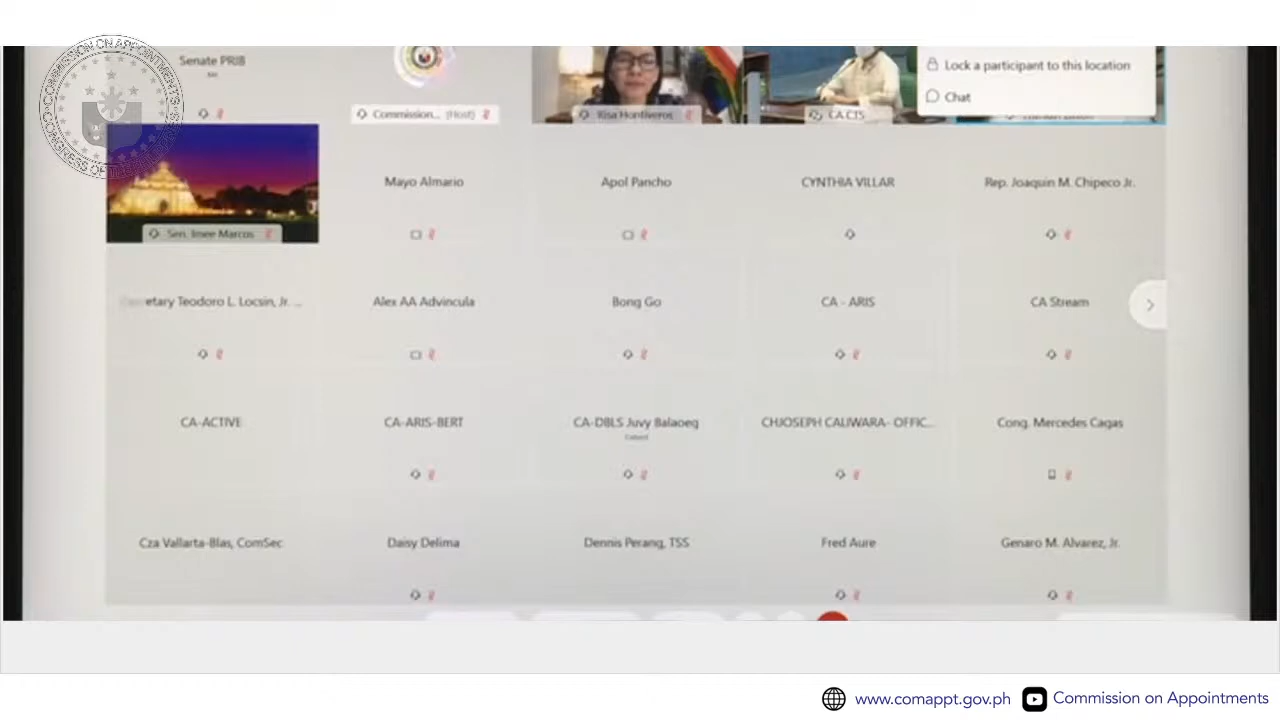 COMMISSION ON APPOINTMENTS
Senate PRIB
Commission... (Host)
Risa Hontiveros
CA CIS
Lock a participant to this location
Chat
Sen. Imee Marcos
Mayo Almario
Apol Pancho
CYNTHIA VILLAR
Rep. Joaquin M. Chipeco Jr.
etary Teodoro L. Locsin, Jr. ...
Alex AA Advincula
Bong Go
CA - ARIS
CA Stream
CA-ACTIVE
CA-ARIS-BERT
CA-DBLS Juvy Balaoeg
Cohost
CHJOSEPH CALIWARA- OFFIC...
Cong. Mercedes Cagas
Cza Vallarta-Blas, ComSec
Daisy Delima
Dennis Perang, TSS
Fred Aure
Genaro M. Alvarez, Jr.
www.comappt.gov.ph
Commission on Appointments